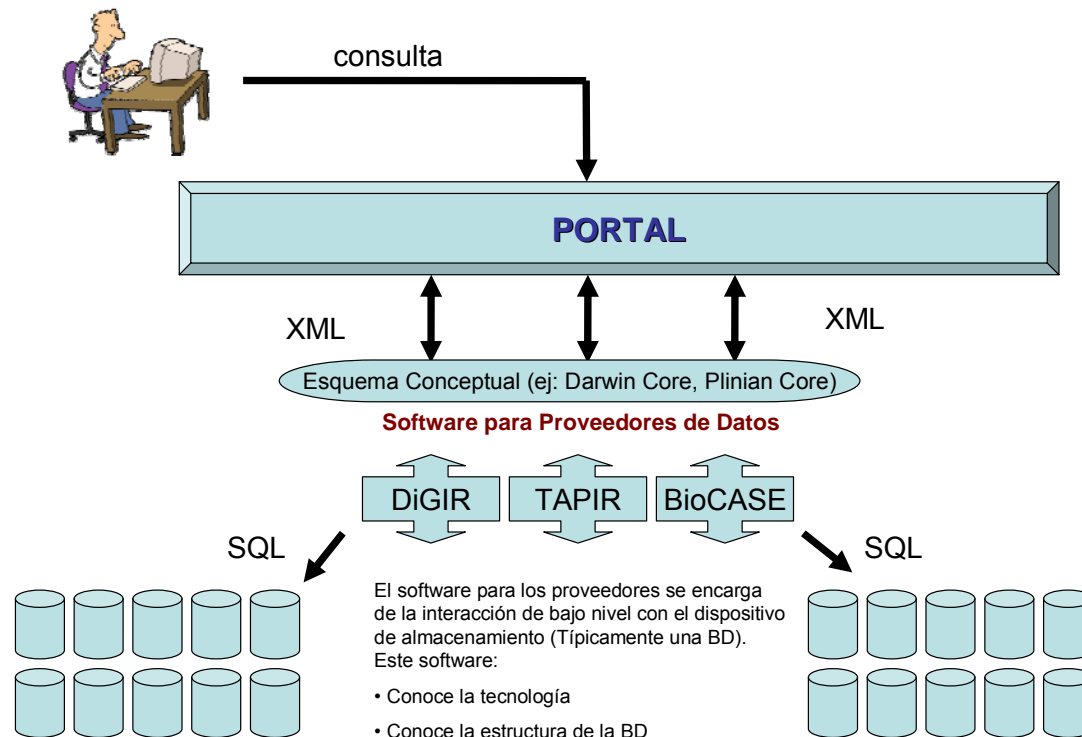 consulta
PORTAL
XML
XML
Esquema Conceptual (ej: Darwin Core, Plinian Core)
Software para Proveedores de Datos
DiGIR
TAPIR
BioCASE
SQL
SQL
El software para los proveedores se encarga
de la interacción de bajo nivel con el dispositivo
de almacenamiento (Típicamente una BD).
Este software:
• Conoce la tecnología
• Conoce la estructura de la BD